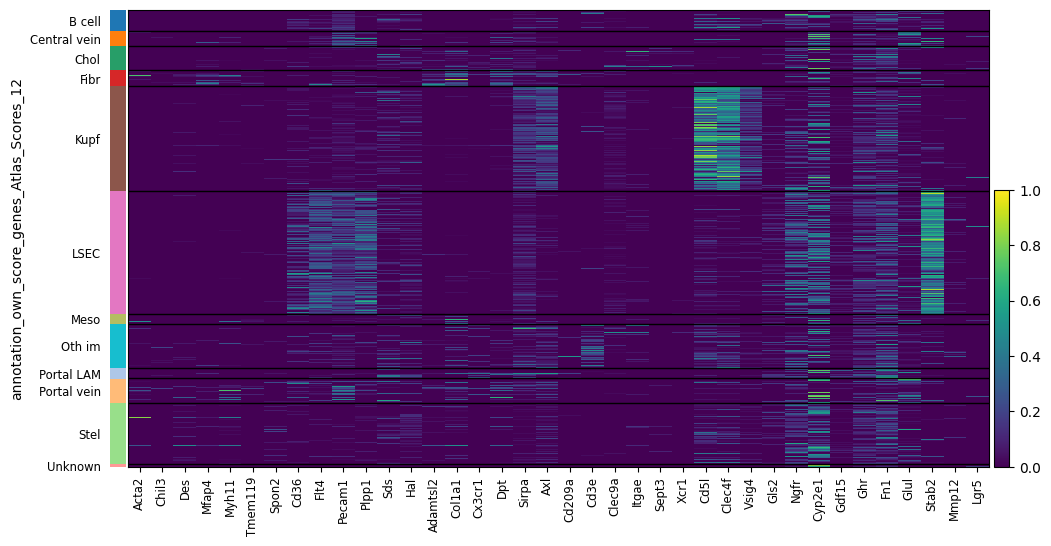 annotation_own_score_genes_Atlas_Scores_12
B cell
Central vein
Chol
Fibr
Kupf
LSEC
Meso
Oth im
Portal LAM
Portal vein
Stel
Unknown
Acta2
Chil3
Des
Mfap4
Myh11
Tmem119
Spon2
Cd36
Flt4
Pecam1
Plpp1
Sds
Hal
Adamtsl2
Col1a1
Cx3cr1
Dpt
Sirpa
Axl
Cd209a
Cd3e
Clec9a
Itgae
Sept3
Xcr1
Cd5l
Clec4f
Vsig4
Gls2
Ngfr
Cyp2e1
Gdf15
Ghr
Fn1
Glul
Stab2
Mmp12
Lgr5
1.0
0.8
0.6
0.4
0.2
0.0